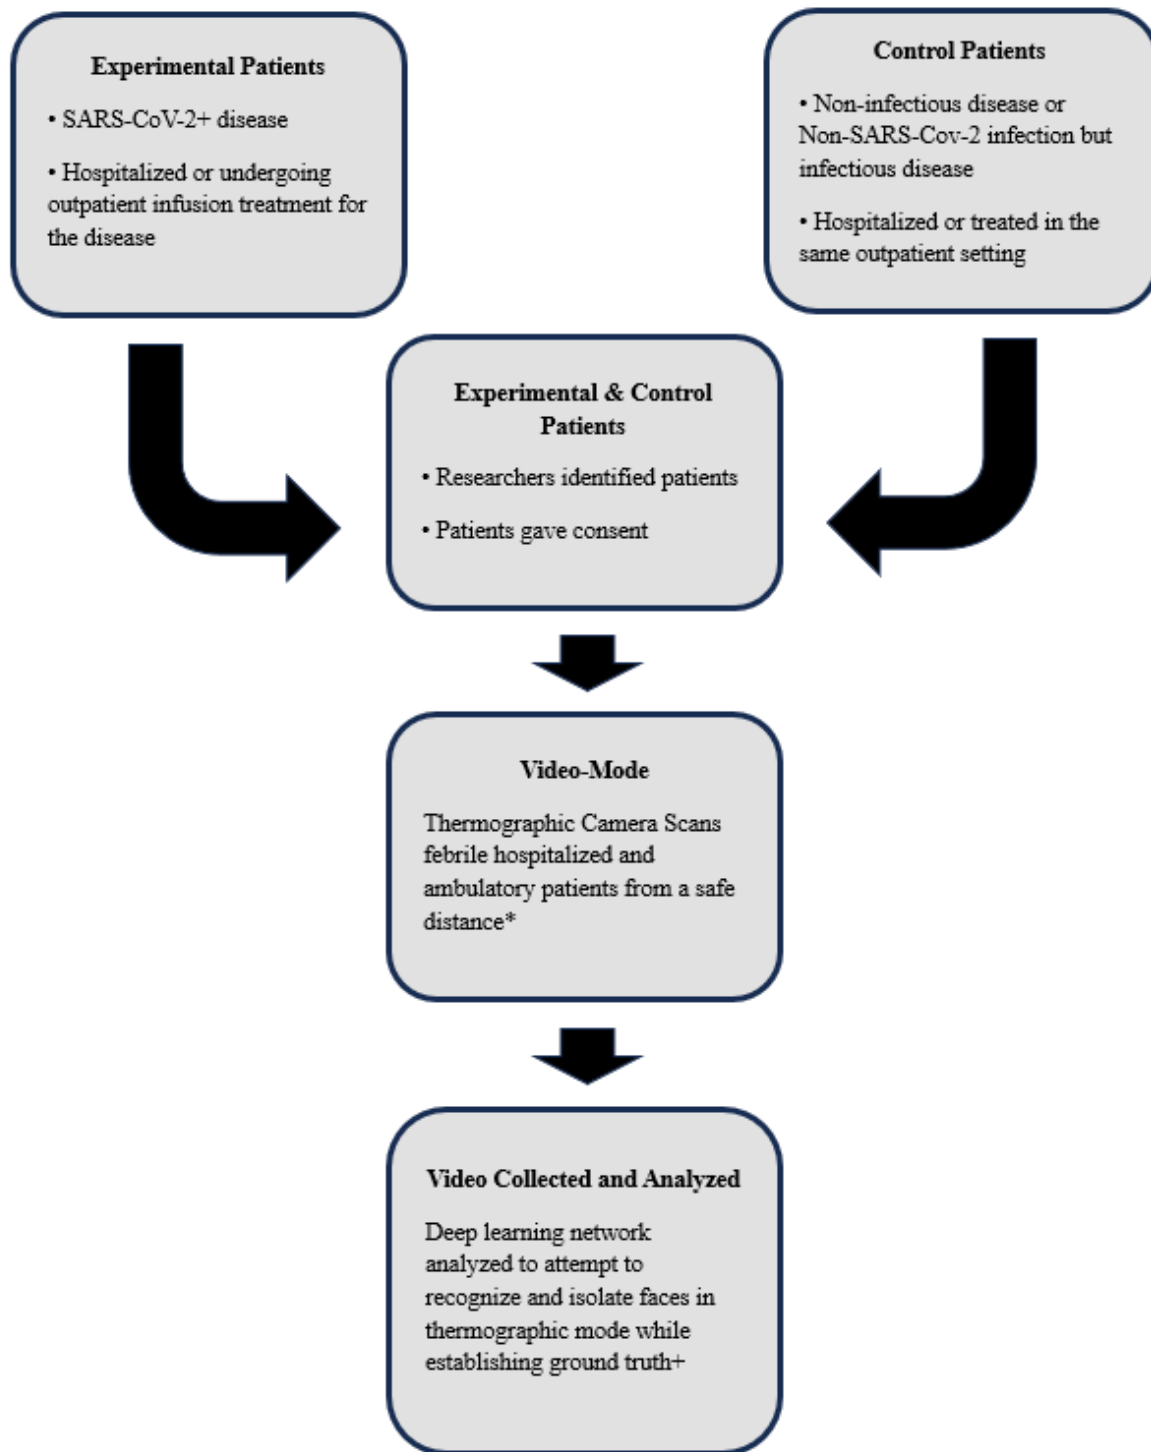 Experimental Patients
• SARS-CoV-2+ disease
• Hospitalized or undergoing
outpatient infusion treatment for
the disease
Control Patients
• Non-infectious disease or
Non-SARS-Cov-2 infection but
infectious disease
• Hospitalized or treated in the
same outpatient setting
Experimental & Control
Patients
• Researchers identified patients
• Patients gave consent
Video-Mode
Thermographic Camera Scans
febrile hospitalized and
ambulatory patients from a safe
distance*
Video Collected and Analyzed
Deep learning network
analyzed to attempt to
recognize and isolate faces in
thermographic mode while
establishing ground truth+